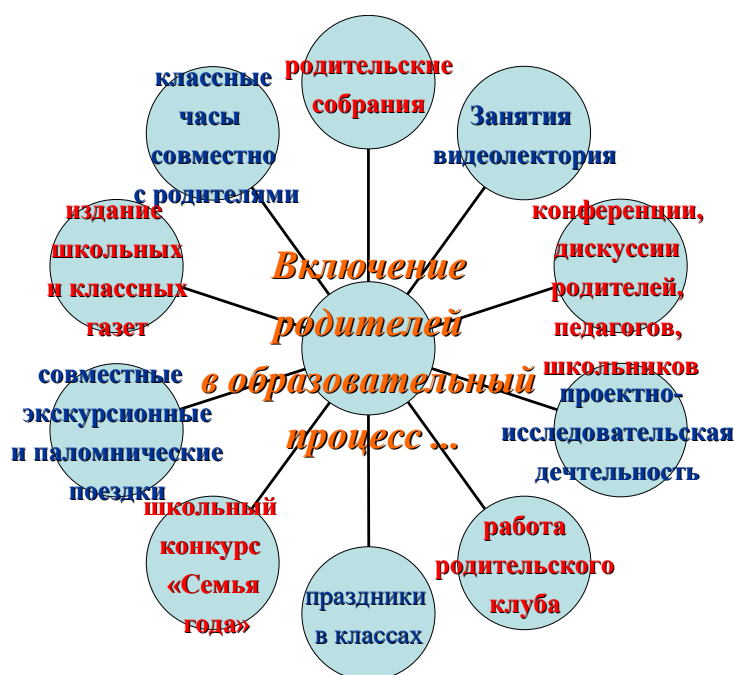 родительские
собрания
Занятия
видеолектория
конференции,
дискуссии
родителей,
педагогов,
школьников
проектно-
исследовательская
дечтельность
работа
родительского
клуба
праздники
в классах
школьный
конкурс
«Семья
года»
совместные
экскурсионные
и паломнические
поездки
издание
школьных
и классных
газет
классные
часы
совместно
с родителями
Включение
родителей
в образовательный
процесс ...